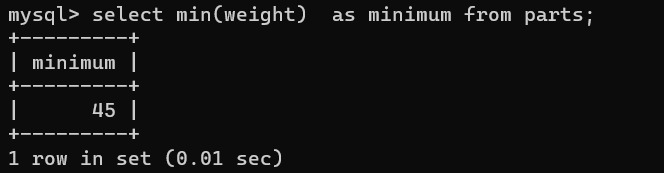 mysql> select min(weight)  as minimum from parts;
+---------+
| minimum |
+---------+
|      45 |
+---------+
1 row in set (0.01 sec)